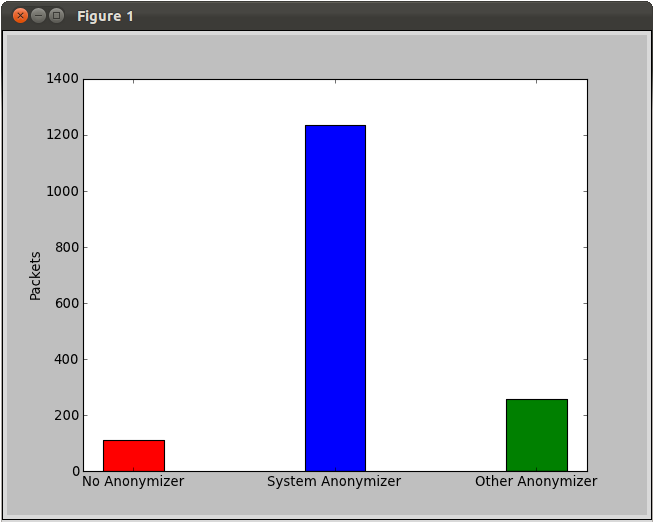 Figure 1
1400
1200
1000
800
600
400
200
0
Packets
No Anonymizer
System Anonymizer
Other Anonymizer